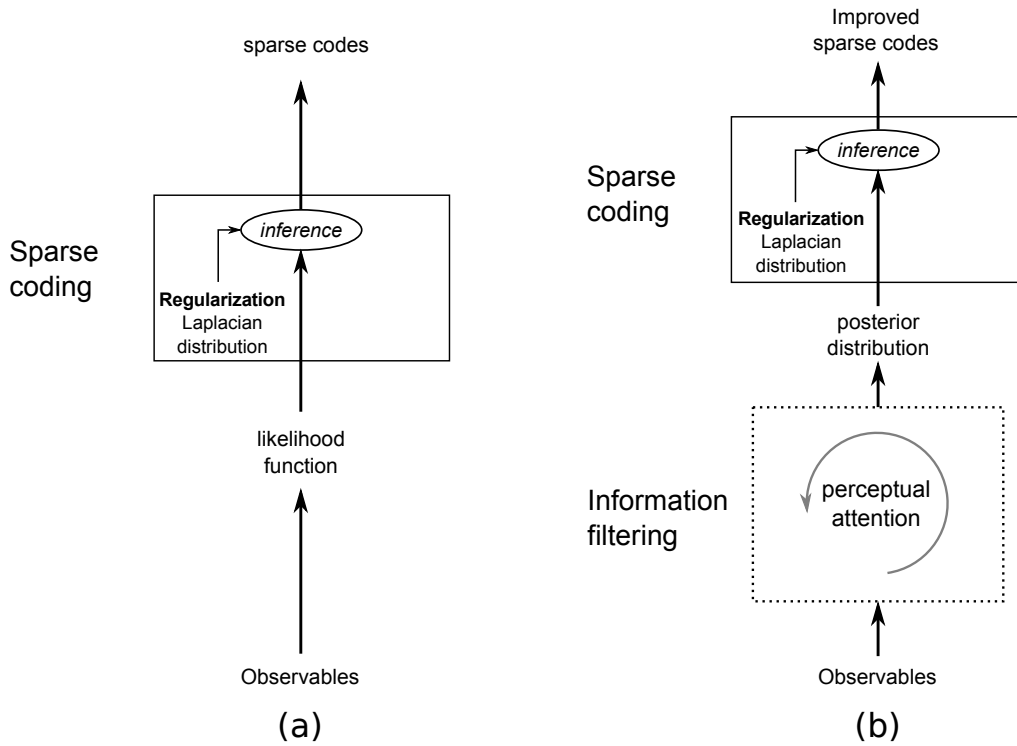 sparse codes
inference
Sparse
coding
Regularization
Laplacian
distribution
likelihood
function
Observables
(a)
Improved
sparse codes
inference
Sparse
coding
Regularization
Laplacian
distribution
posterior
distribution
Information
filtering
perceptual
attention
Observables
(b)